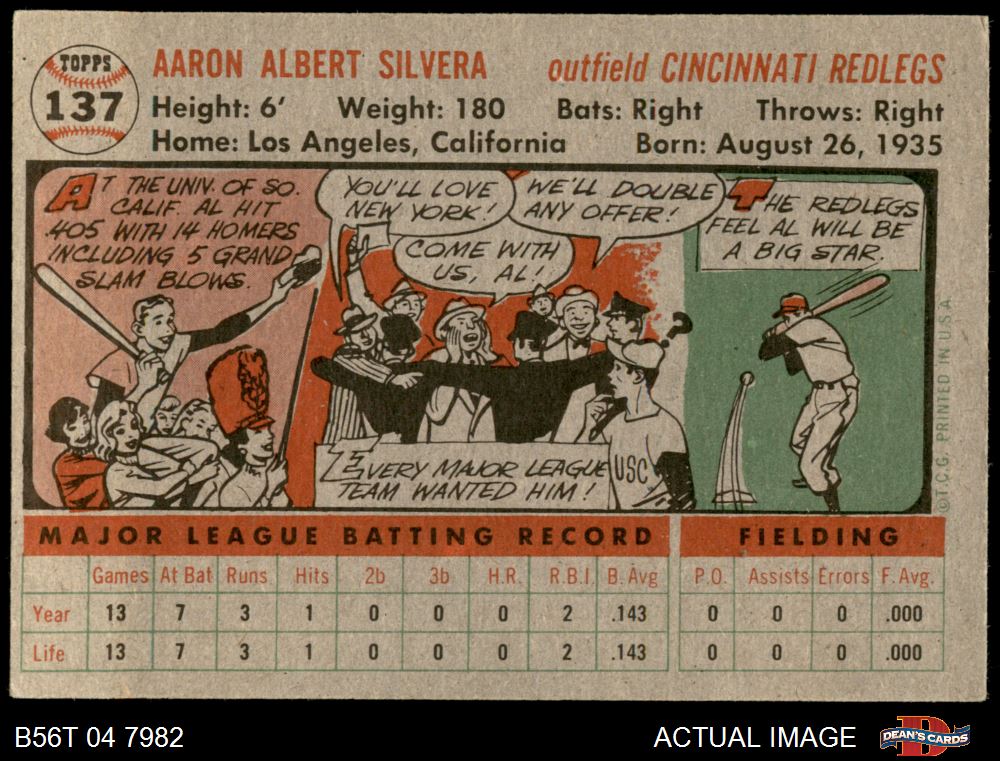 TOPPS
137
AARON ALBERT SILVERA
outfield CINCINNATI REDLEGS
Height: 6' Weight: 180 Bats: Right Throws: Right
Home: Los Angeles, California Born: August 26, 1935
AT THE UNIV. OF SO.
CALIF. AL HIT
.405 WITH 14 HOMERS
INCLUDING 5 GRAND
SLAM BLOWS.
YOU'LL LOVE
NEW YORK!
WE'LL DOUBLE
ANY OFFER!
COME WITH
US, AL!
?
USC
EVERY MAJOR LEAGUE
TEAM WANTED HIM!
THE REDLEGS
FEEL AL WILL BE
A BIG STAR.
©T.C.G. PRINTED IN U.S.A.
MAJOR LEAGUE BATTING RECORD FIELDING
Games At Bat Runs Hits 2b 3b H.R. R.B.I. B. Avg P.O. Assists Errors F. Avg.
Year 13 7 3 1 0 0 0 2 .143 0 0 0 .000
Life 13 7 3 1 0 0 0 2 .143 0 0 0 .000
B56T 04 7982
ACTUAL IMAGE
D
DEAN'S CARDS